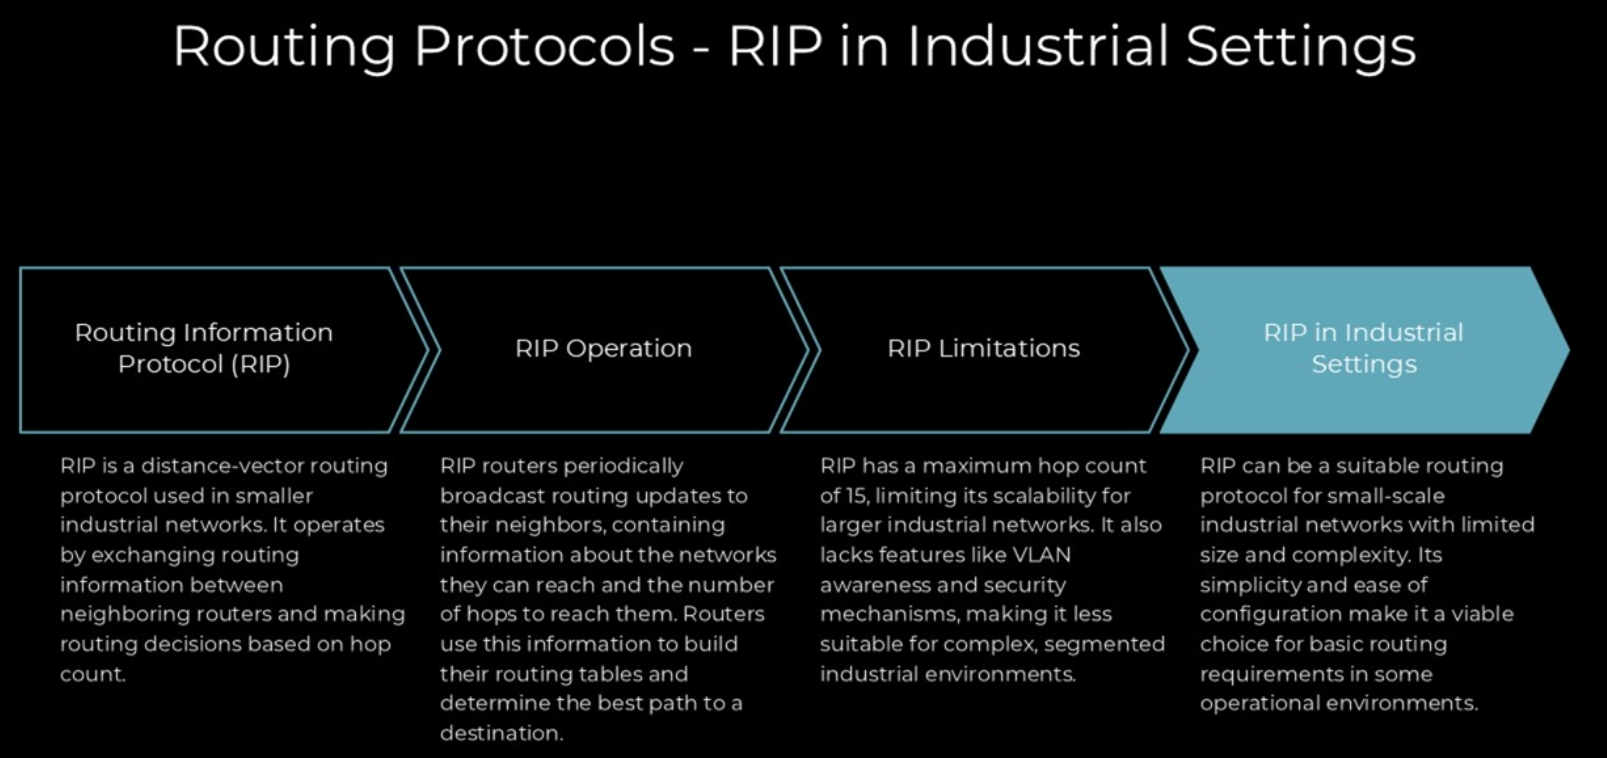 Routing Protocols - RIP in Industrial Settings
Routing Information
Protocol (RIP)
RIP is a distance-vector routing
protocol used in smaller
industrial networks. It operates
by exchanging routing
information between
neighboring routers and making
routing decisions based on hop
count.
RIP Operation
RIP routers periodically
broadcast routing updates to
their neighbors, containing
information about the networks
they can reach and the number
of hops to reach them. Routers
use this information to build
their routing tables and
determine the best path to a
destination.
RIP Limitations
RIP has a maximum hop count
of 15, limiting its scalability for
larger industrial networks. It also
lacks features like VLAN
awareness and security
mechanisms, making it less
suitable for complex, segmented
industrial environments.
RIP in Industrial
Settings
RIP can be a suitable routing
protocol for small-scale
industrial networks with limited
size and complexity. Its
simplicity and ease of
configuration make it a viable
choice for basic routing
requirements in some
operational environments.